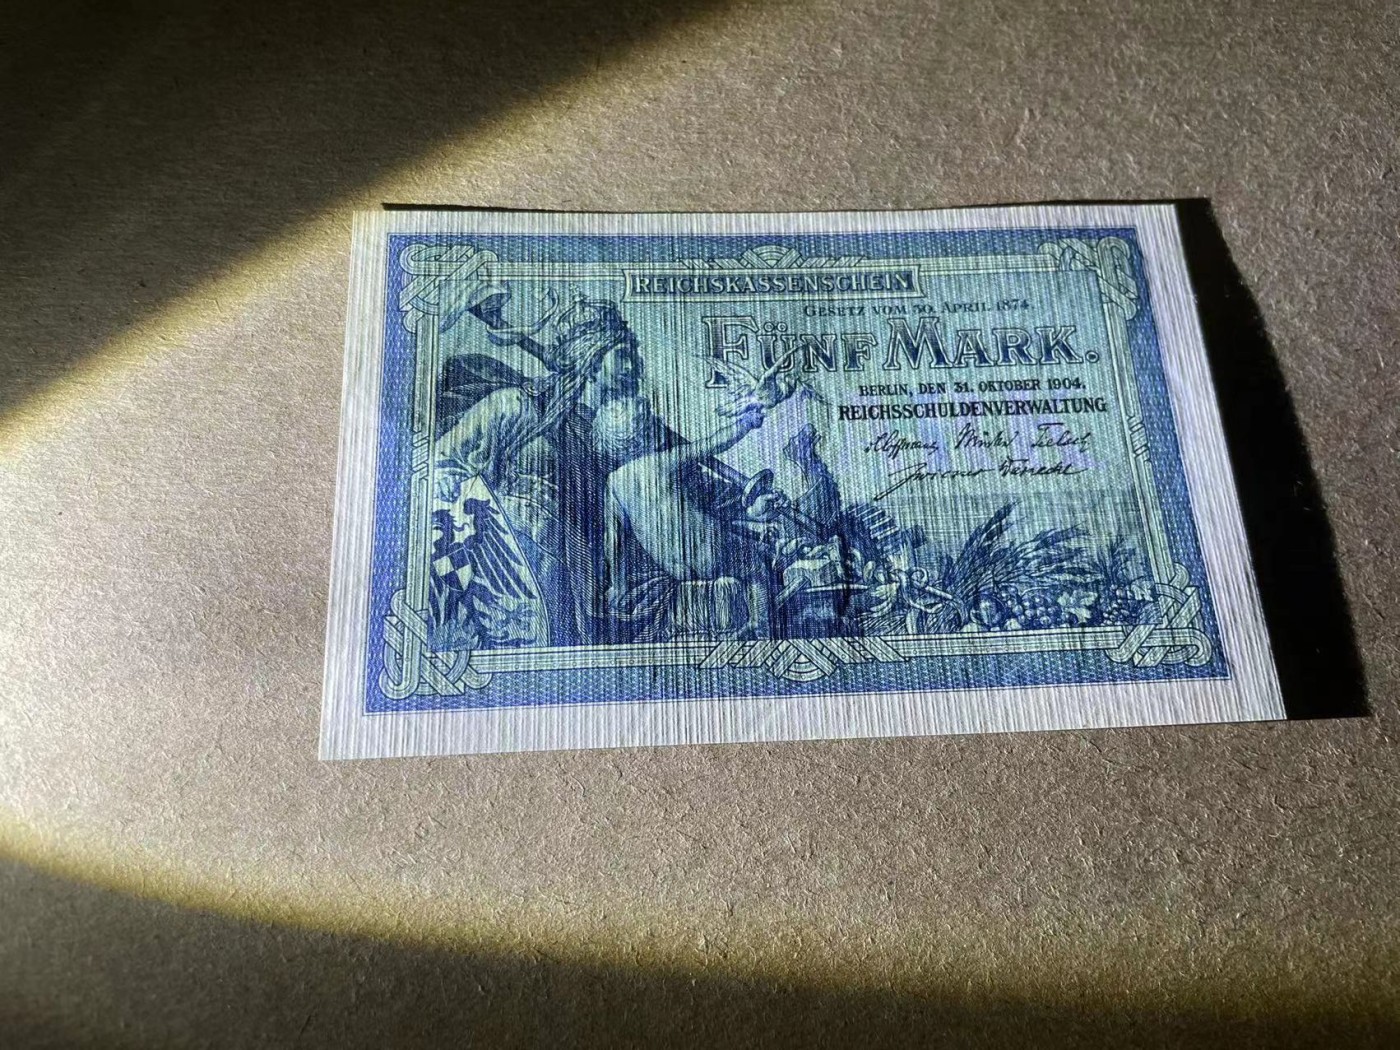 REICHSKASSENSCHEIN
GESETZ VOM 30. APRIL 1874.
FÜNF MARK.
BERLIN, DEN 31. OKTOBER 1904.
REICHSSCHULDENVERWALTUNG